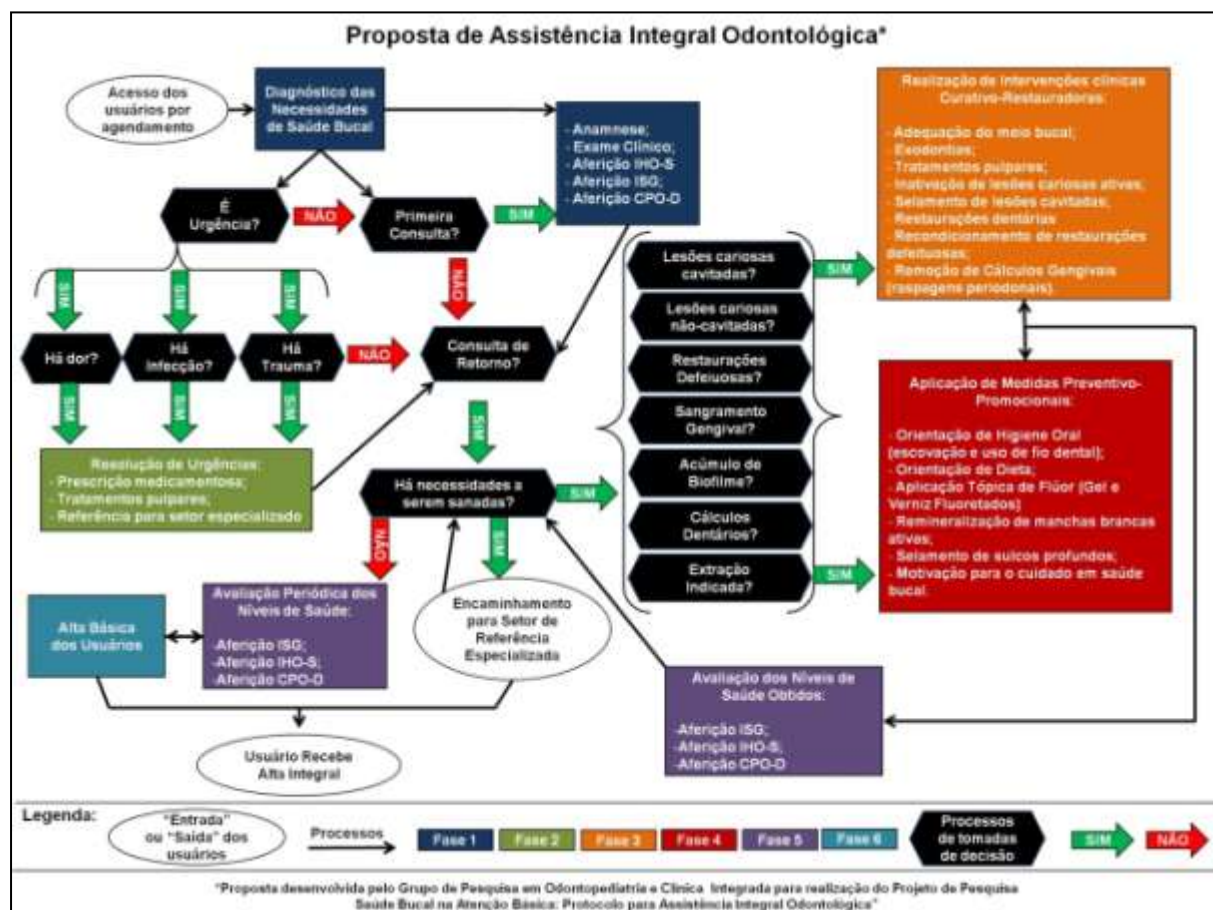 Proposta de Assistência Integral Odontológica*
Acesso dos
usuários por
agendamento
Diagnóstico das
Necessidades
de Saúde Bucal
- Anamnese;
- Exame Clínico;
- Aferição IHO-S
- Aferição ISG;
- Aferição CPO-D
É
Urgência?
NÃO
Primeira
Consulta?
SIM
NÃO
SIM
SIM
SIM
Há dor?
Há
Infecção?
Há
Trauma?
NÃO
Consulta de
Retorno?
SIM
SIM
SIM
SIM
Resolução de Urgências:
- Prescrição medicamentosa;
- Tratamentos pulpares;
- Referência para setor especializado
Há necessidades a
serem sanadas?
SIM
NÃO
SIM
Lesões cariosas
cavitadas?
Lesões cariosas
não-cavitadas?
Restaurações
Defeiuosas?
Sangramento
Gengival?
Acúmulo de
Biofilme?
Cálculos
Dentários?
Extração
Indicada?
SIM
SIM
Realização de Intervenções clínicas
Curativo-Restauradoras:
- Adequação do meio bucal;
- Exodontias;
- Tratamentos pulpares;
- Inativação de lesões cariosas ativas;
- Selamento de lesões cavitadas;
- Restaurações dentárias
- Recondicionamento de restaurações
defeituosas;
- Remoção de Cálculos Gengivais
(raspagens periodonais).
Aplicação de Medidas Preventivo-
Promocionais:
- Orientação de Higiene Oral
(escovação e uso de fio dental);
- Orientação de Dieta;
- Aplicação Tópica de Flúor (Gel e
Verniz Fluoretados)
- Remineralização de manchas brancas
ativas;
- Selamento de sulcos profundos;
- Motivação para o cuidado em saúde
bucal.
Avaliação Periódica dos
Níveis de Saúde:
-Aferição ISG;
-Aferição IHO-S;
-Aferição CPO-D
Alta Básica
dos Usuários
Encaminhamento
para Setor de
Referência
Especializada
Avaliação dos Níveis de
Saúde Obtidos:
-Aferição ISG;
-Aferição IHO-S;
-Aferição CPO-D
Usuário Recebe
Alta Integral
Legenda:
"Entrada"
ou "Saída" dos
usuários
Processos
Fase 1
Fase 2
Fase 3
Fase 4
Fase 5
Fase 6
Processos
de tomadas
de decisão
SIM
NÃO
"Proposta desenvolvida pelo Grupo de Pesquisa em Odontopediatria e Clínica Integrada para realização do Projeto de Pesquisa
Saúde Bucal na Atenção Básica: Protocolo para Assistência Integral Odontológica"